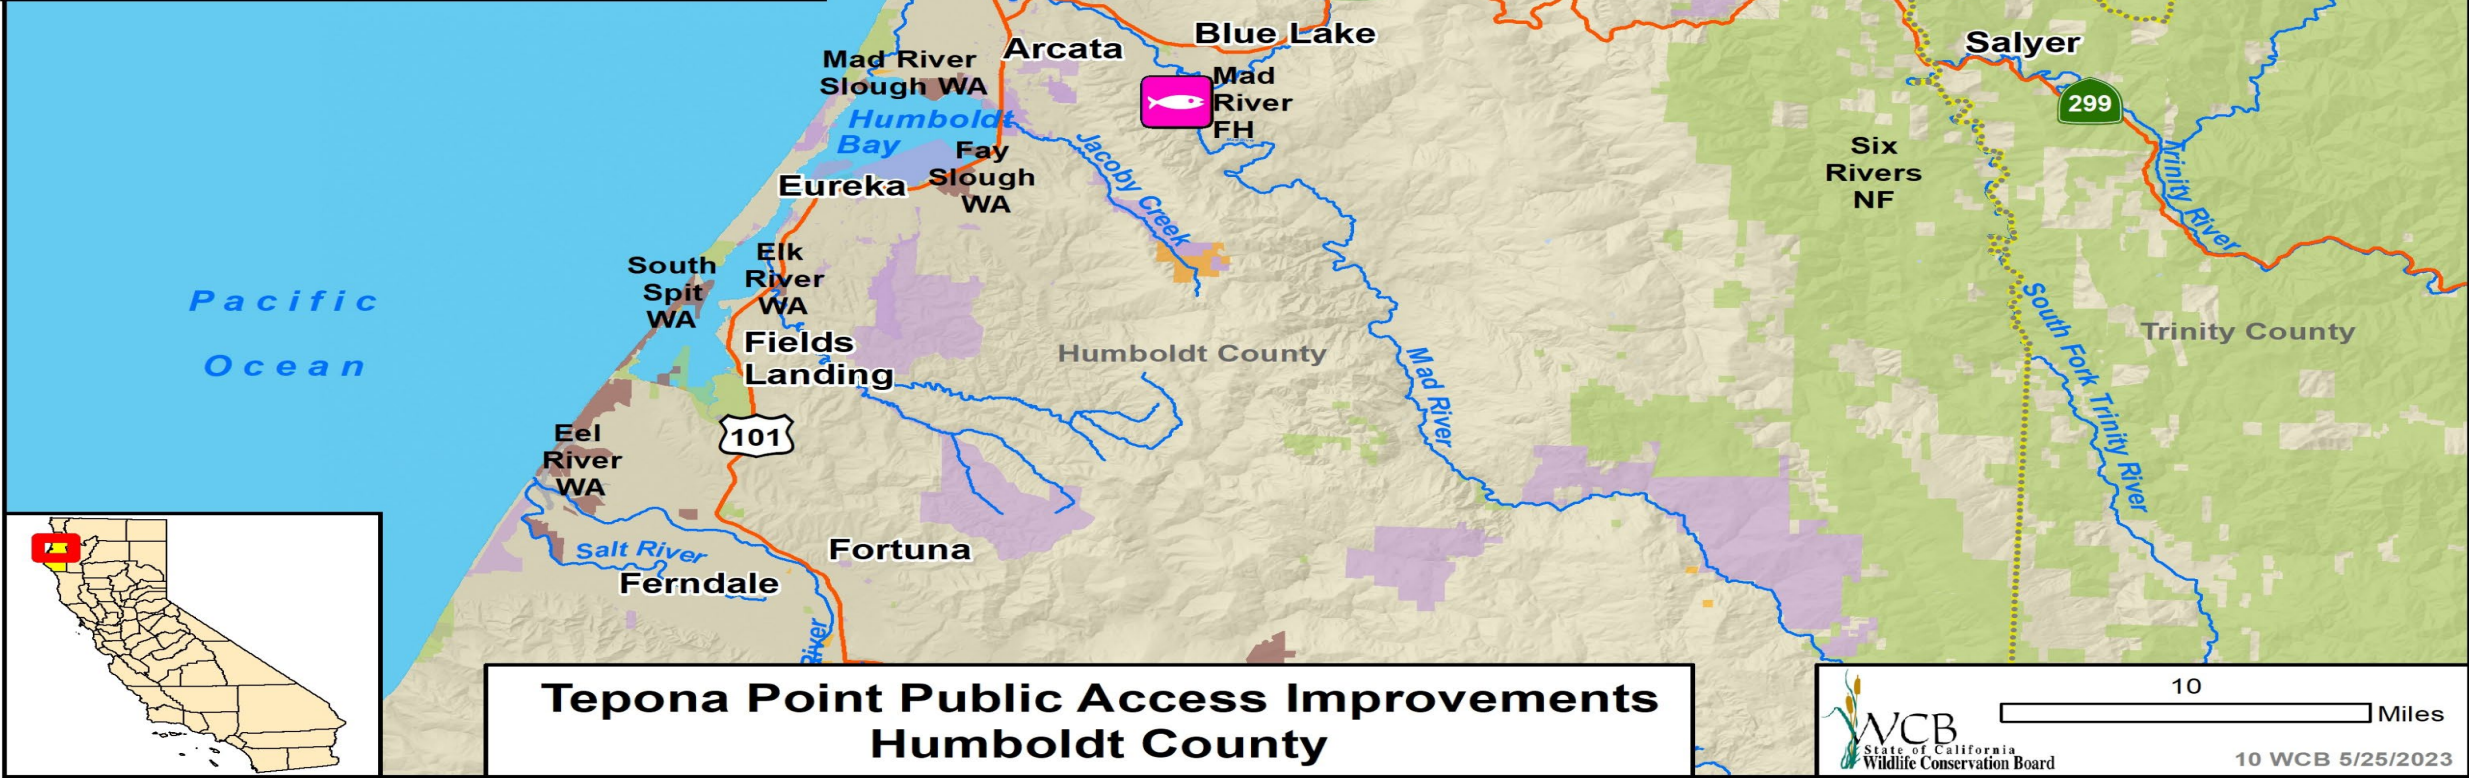 Blue Lake
Arcata
Salyer
Mad River
Slough WA
Mad
River
FH
299
Humboldt
Bay
Fay
Slough
WA
Jacoby Creek
Six
Rivers
NF
Trinity River
Eureka
Elk
River
WA
South
Spit
WA
Pacific
Ocean
Fields
Landing
Humboldt County
Mad River
South Fork Trinity River
Trinity County
101
Eel
River
WA
Salt River
Ferndale
Fortuna
River
Tepona Point Public Access Improvements
Humboldt County
10
Miles
WCB
State of California
Wildlife Conservation Board
10 WCB 5/25/2023